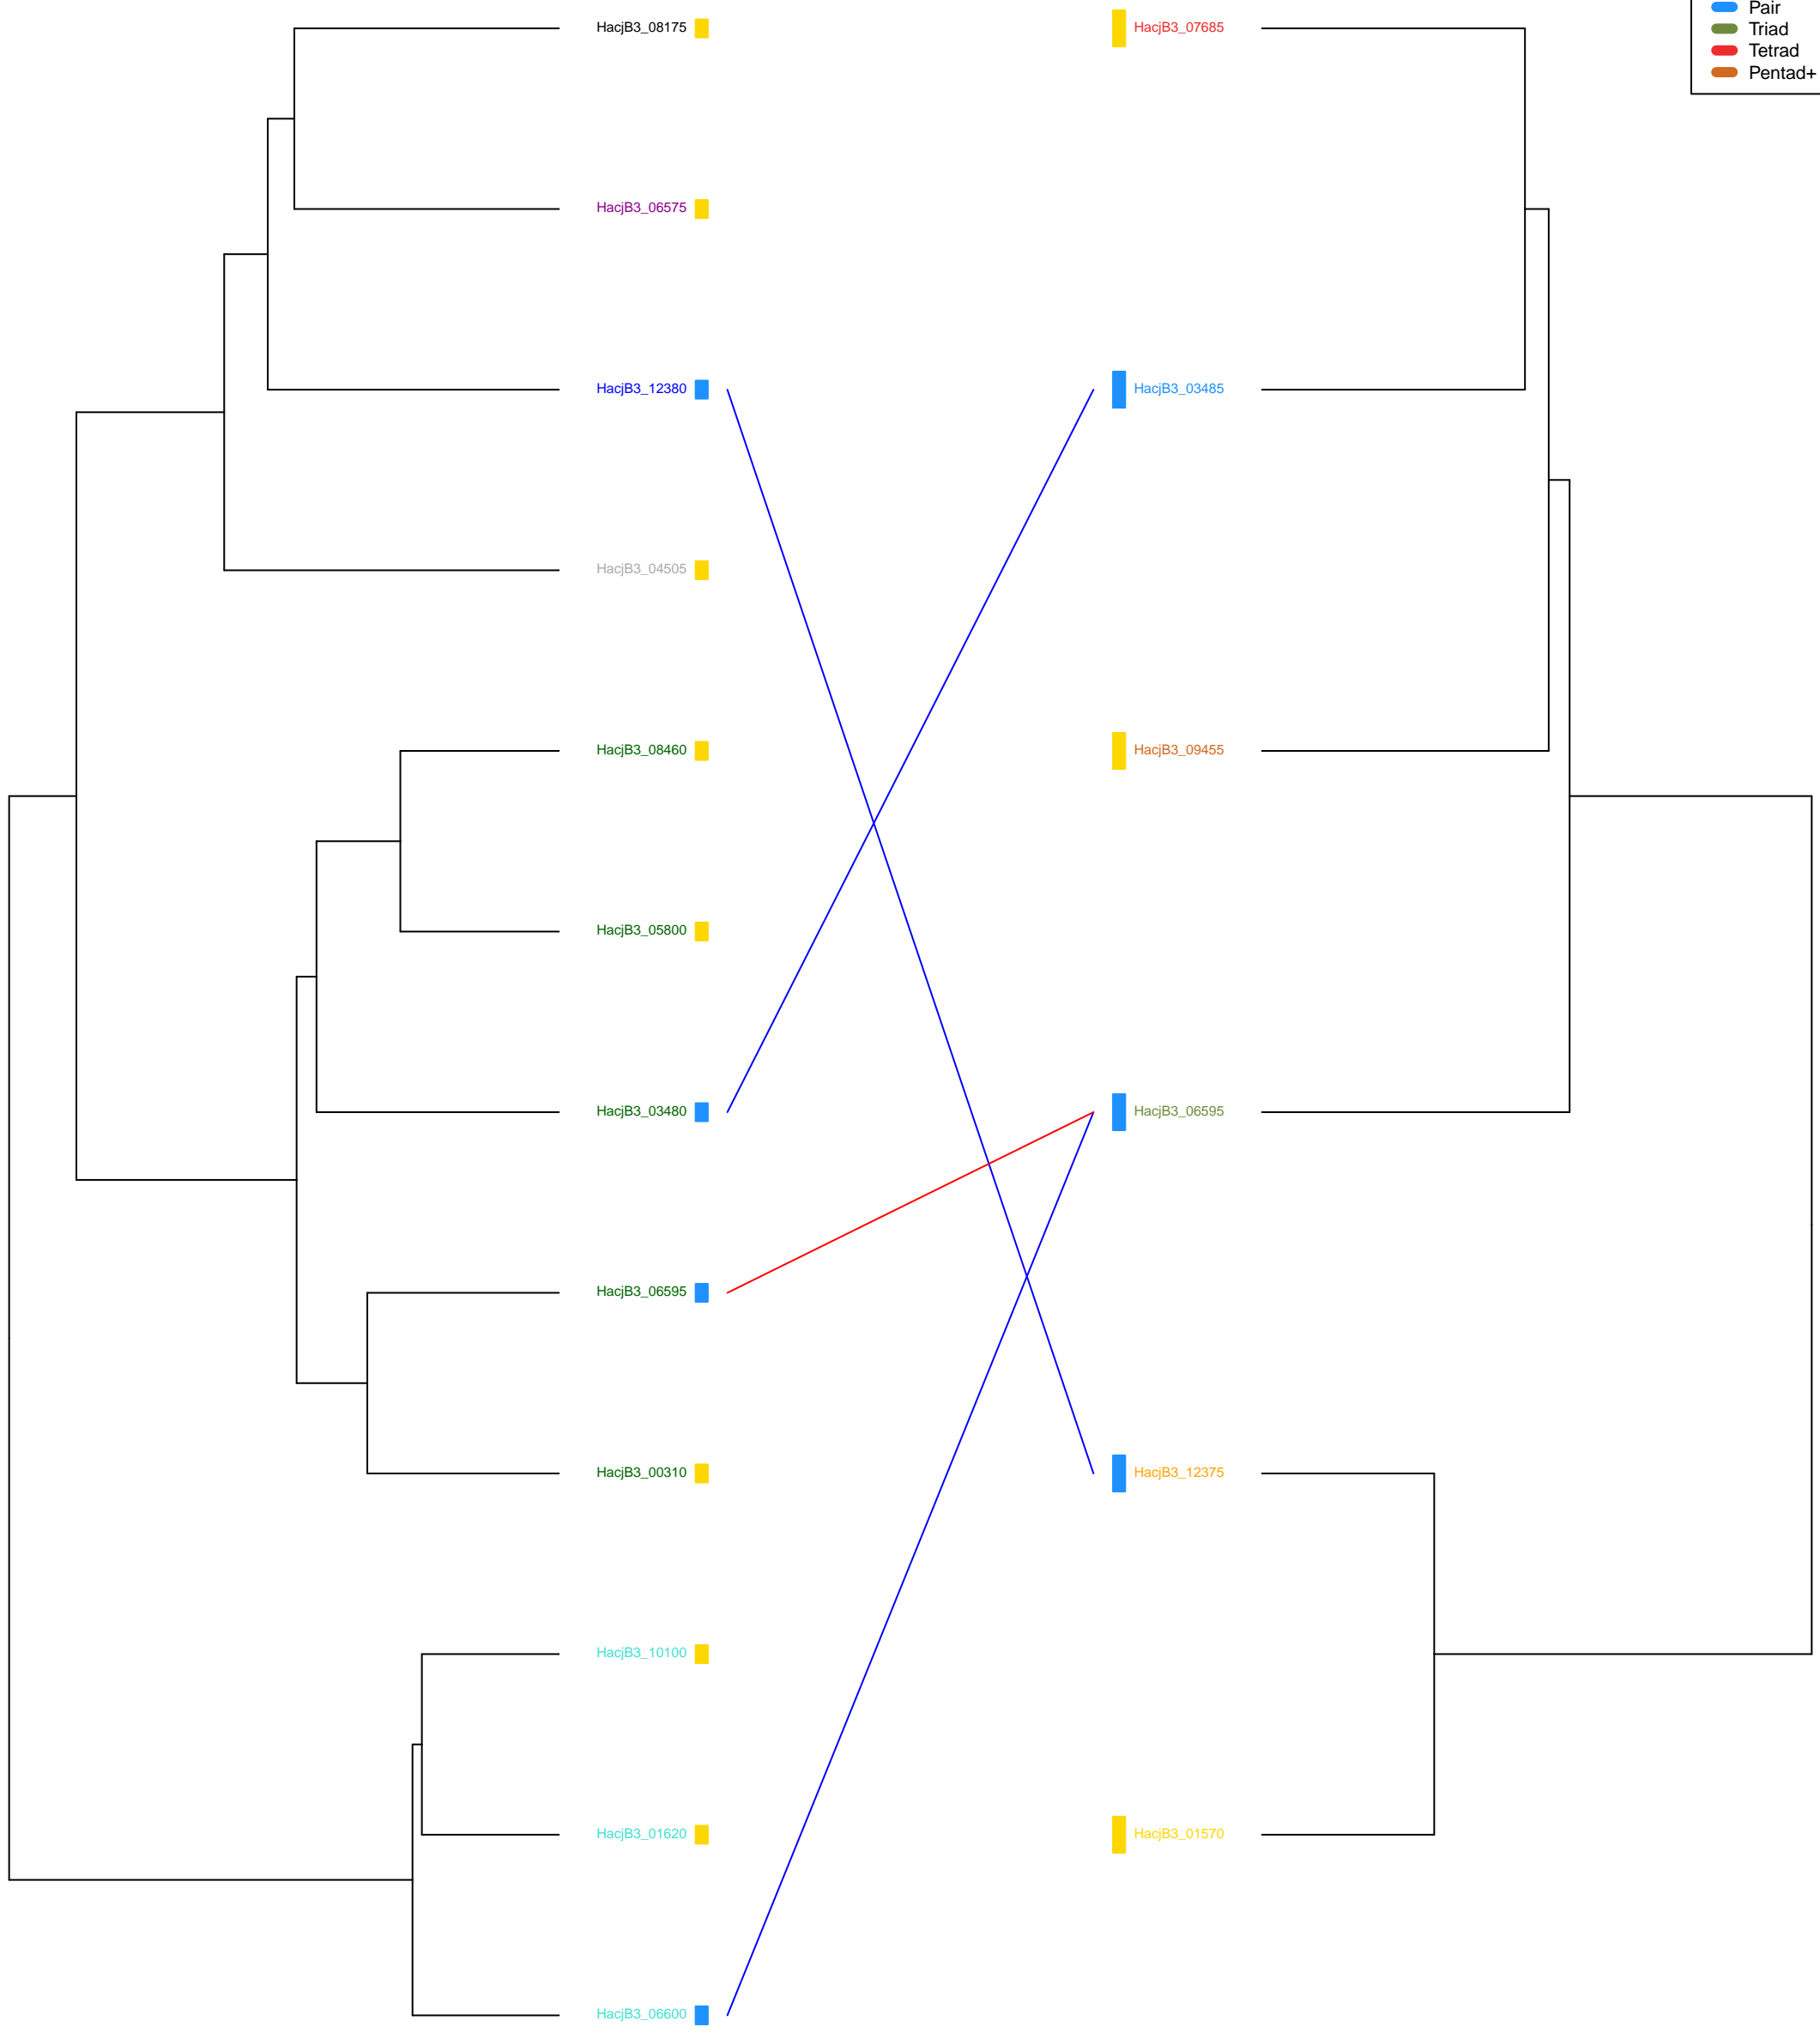 Pair
Triad
Tetrad
Pentad+
HacjB3_08175
HacjB3_07685
HacjB3_06575
HacjB3_12380
HacjB3_03485
HacjB3_04505
HacjB3_08460
HacjB3_09455
HacjB3_05800
HacjB3_03480
HacjB3_06595
HacjB3_06595
HacjB3_00310
HacjB3_12375
HacjB3_10100
HacjB3_01620
HacjB3_01570
HacjB3_06600